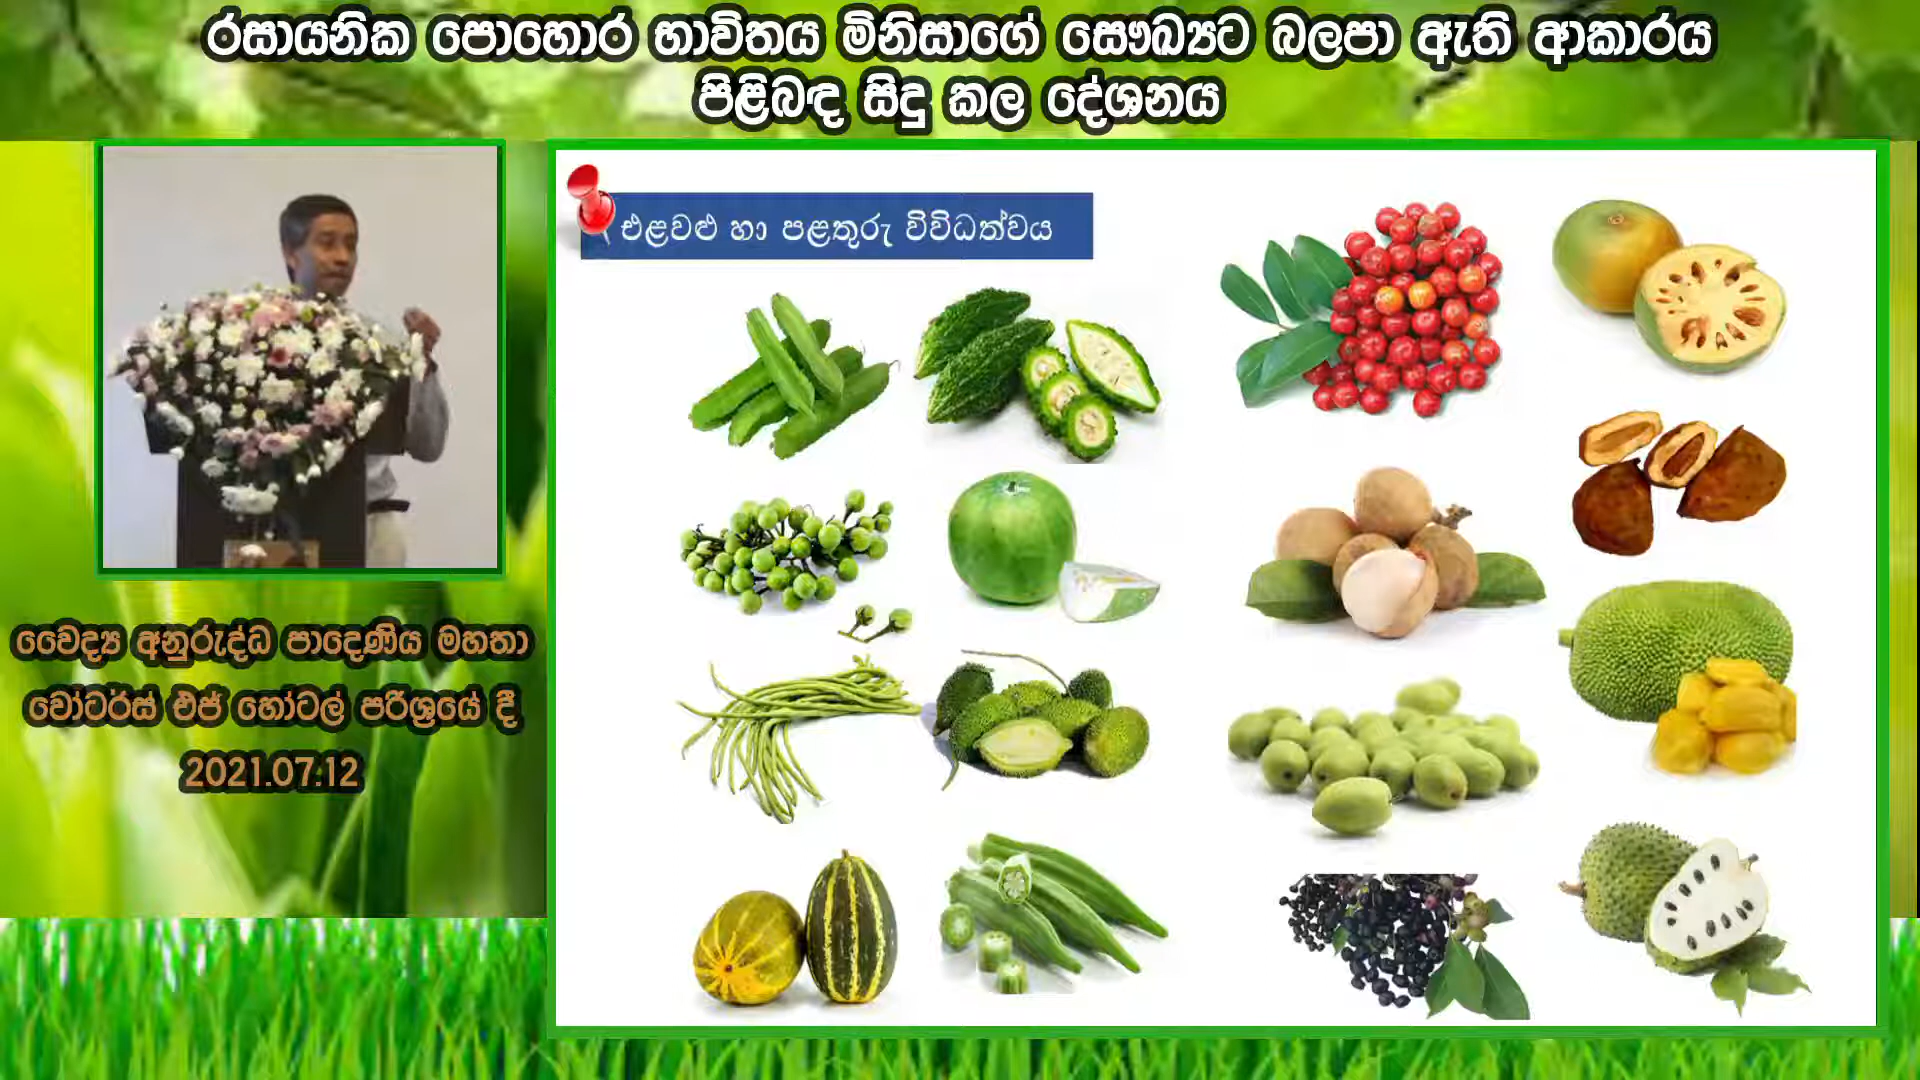 රසායනික පොහොර භාවිතය මිනිසාගේ සෞඛ්‍යට බලපා ඇති ආකාරය
පිළිබඳ සිදු කල දේශනය
එළවළු හා පළතුරු විවිධත්වය
වෛද්‍ය අනුරුද්ධ පාදෙණිය මහතා
වෝටර්ස් එජ් හෝටල් පරිශ්‍රයේ දී
2021.07.12